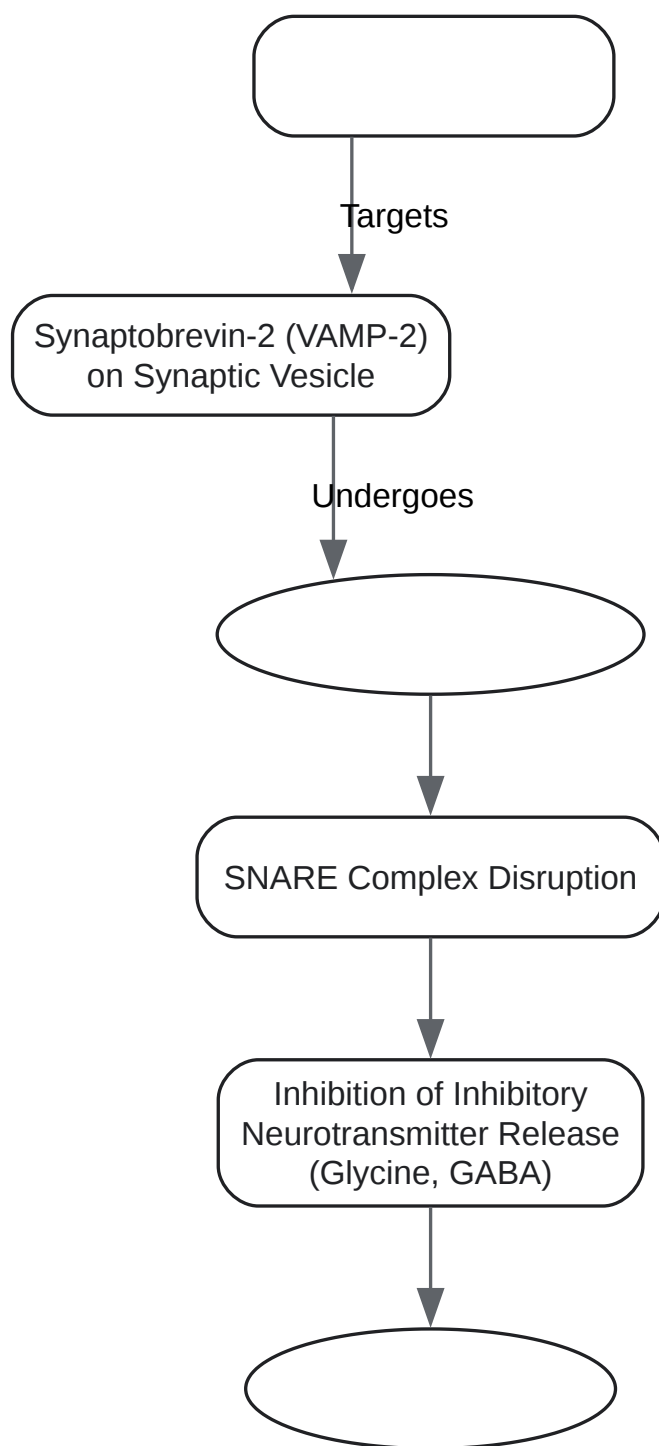 Targets
Synaptobrevin-2 (VAMP-2)
on Synaptic Vesicle
Undergoes
SNARE Complex Disruption
Inhibition of Inhibitory
Neurotransmitter Release
(Glycine, GABA)